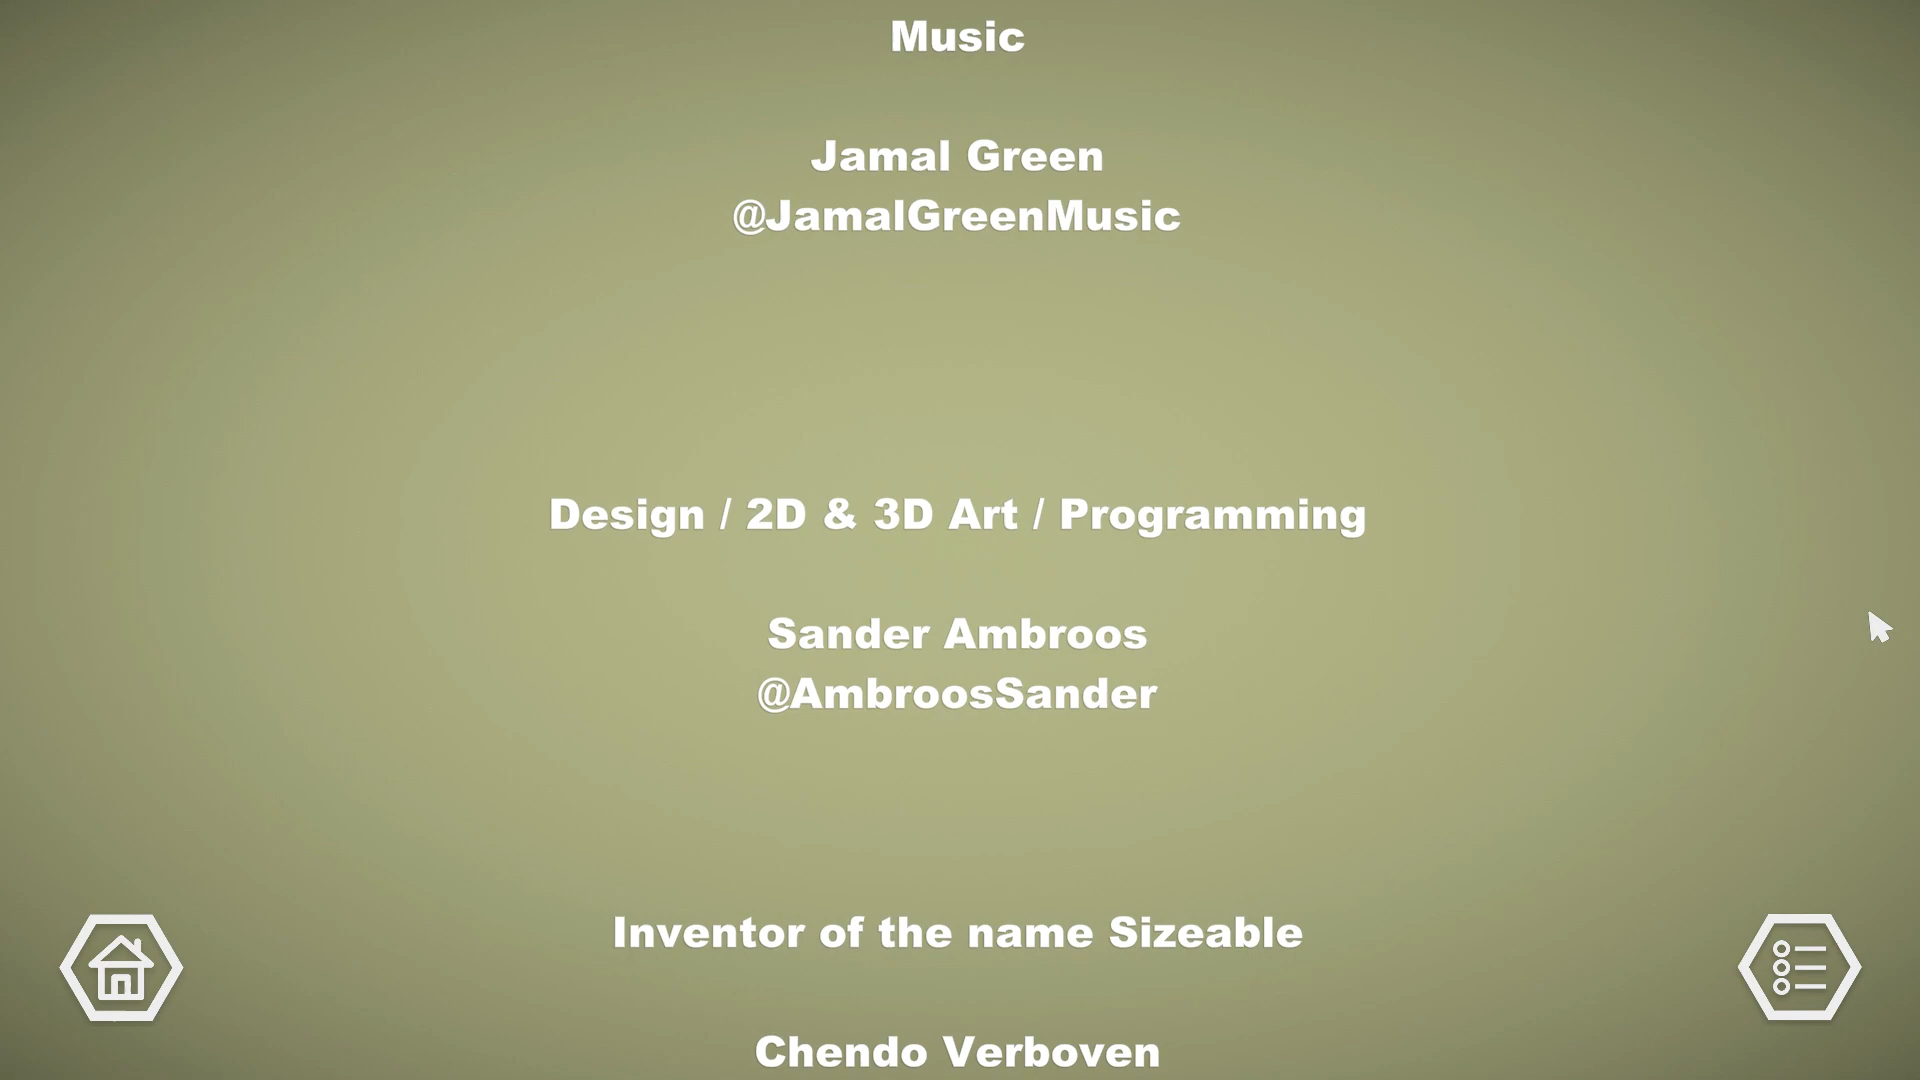 Music
Jamal Green
@JamalGreenMusic
Design / 2D & 3D Art / Programming
Sander Ambroos
@AmbroosSander
Inventor of the name Sizeable
Chendo Verboven